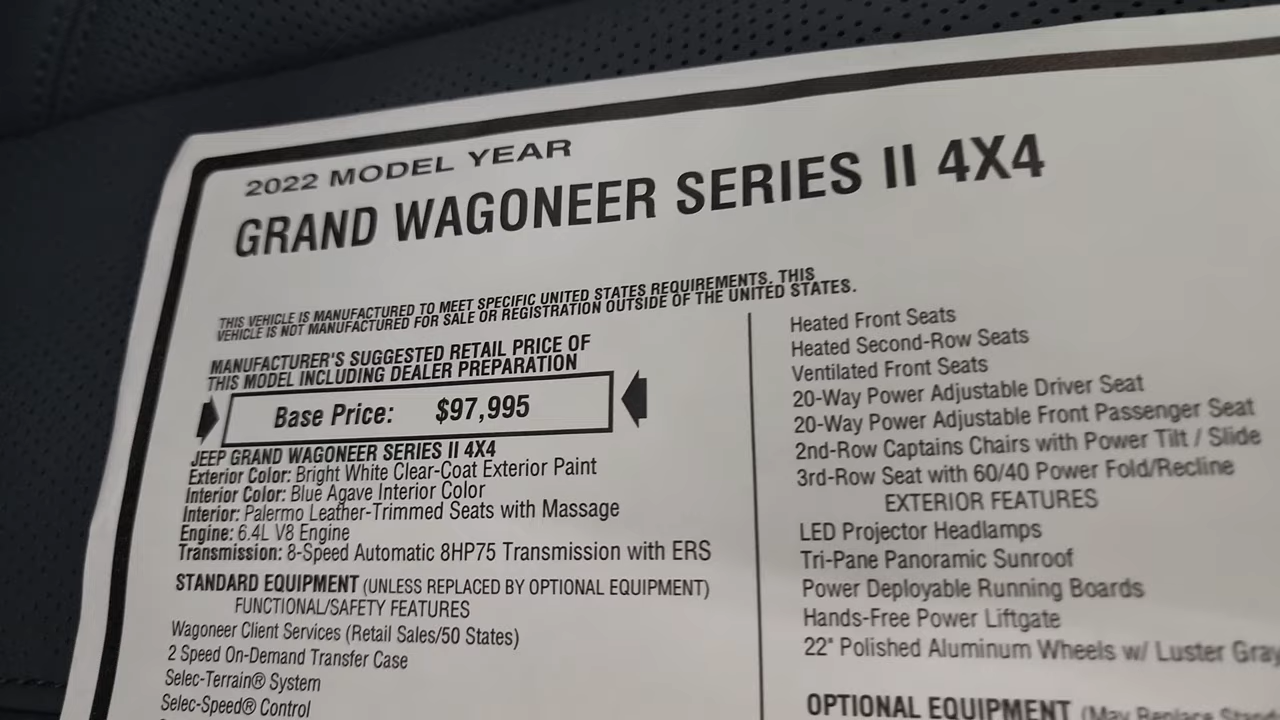 2022 MODEL YEAR
GRAND WAGONEER SERIES II 4X4
THIS VEHICLE IS MANUFACTURED TO MEET SPECIFIC UNITED STATES REQUIREMENTS. THIS
VEHICLE IS NOT MANUFACTURED FOR SALE OR REGISTRATION OUTSIDE OF THE UNITED STATES.
MANUFACTURER'S SUGGESTED RETAIL PRICE OF
THIS MODEL INCLUDING DEALER PREPARATION
Base Price: $97,995
JEEP GRAND WAGONEER SERIES II 4X4
Exterior Color: Bright White Clear-Coat Exterior Paint
Interior Color: Blue Agave Interior Color
Interior: Palermo Leather-Trimmed Seats with Massage
Engine: 6.4L V8 Engine
Transmission: 8-Speed Automatic 8HP75 Transmission with ERS
STANDARD EQUIPMENT (UNLESS REPLACED BY OPTIONAL EQUIPMENT)
FUNCTIONAL/SAFETY FEATURES
Wagoneer Client Services (Retail Sales/50 States)
2 Speed On-Demand Transfer Case
Selec-Terrain® System
Selec-Speed® Control
Heated Front Seats
Heated Second-Row Seats
Ventilated Front Seats
20-Way Power Adjustable Driver Seat
20-Way Power Adjustable Front Passenger Seat
2nd-Row Captains Chairs with Power Tilt / Slide
3rd-Row Seat with 60/40 Power Fold/Recline
EXTERIOR FEATURES
LED Projector Headlamps
Tri-Pane Panoramic Sunroof
Power Deployable Running Boards
Hands-Free Power Liftgate
22" Polished Aluminum Wheels w/ Luster Gray
OPTIONAL EQUIPMENT (May Replace Stand